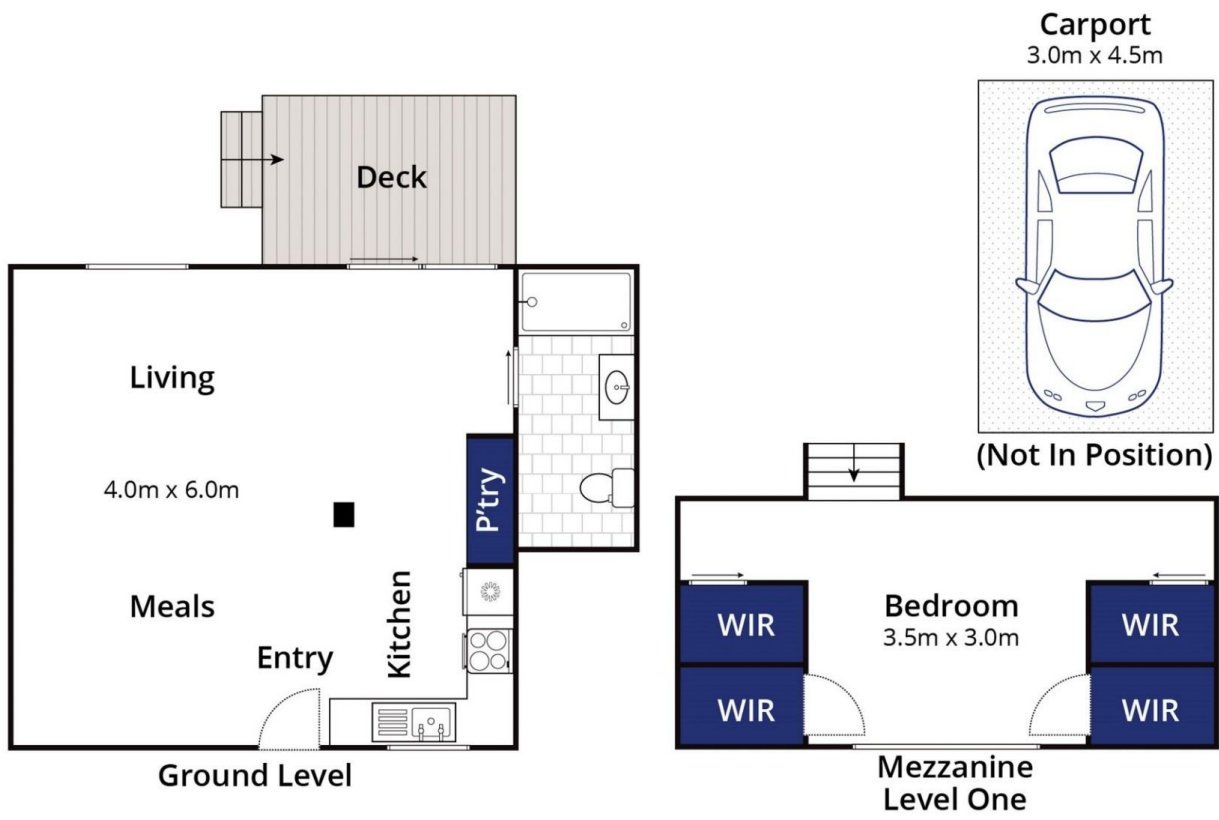 Carport
3.0m x 4.5m
(Not In Position)
Deck
Living
4.0m x 6.0m
P'try
Meals
Kitchen
Entry
Ground Level
WIR
Bedroom
3.5m x 3.0m
WIR
WIR
WIR
Mezzanine
Level One